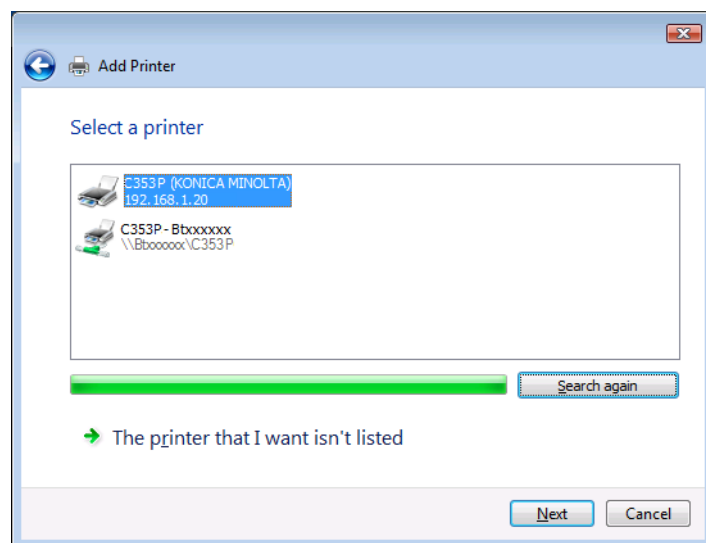 Add Printer
Select a printer
C353P (KONICA MINOLTA)
192.168.1.20
C353P - Btxxxxxx
\\Btxxxxxx\C353P
Search again
The printer that I want isn't listed
Next
Cancel